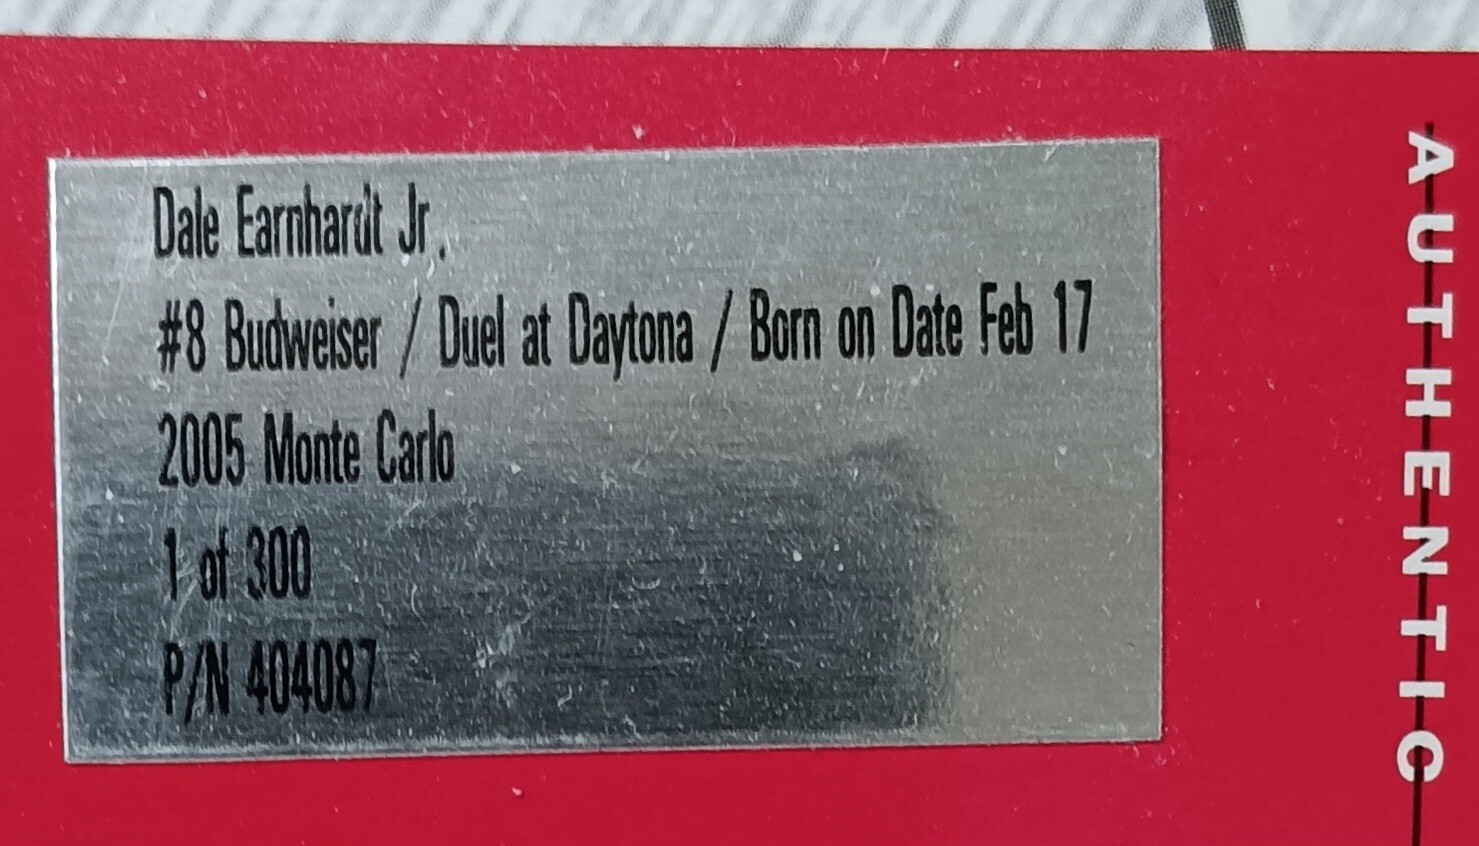 Dale Earnhardt Jr.
#8 Budweiser / Duel at Daytona / Born on Date Feb 17
2005 Monte Carlo
1 of 300
P/N 404087
AUTHENTIC